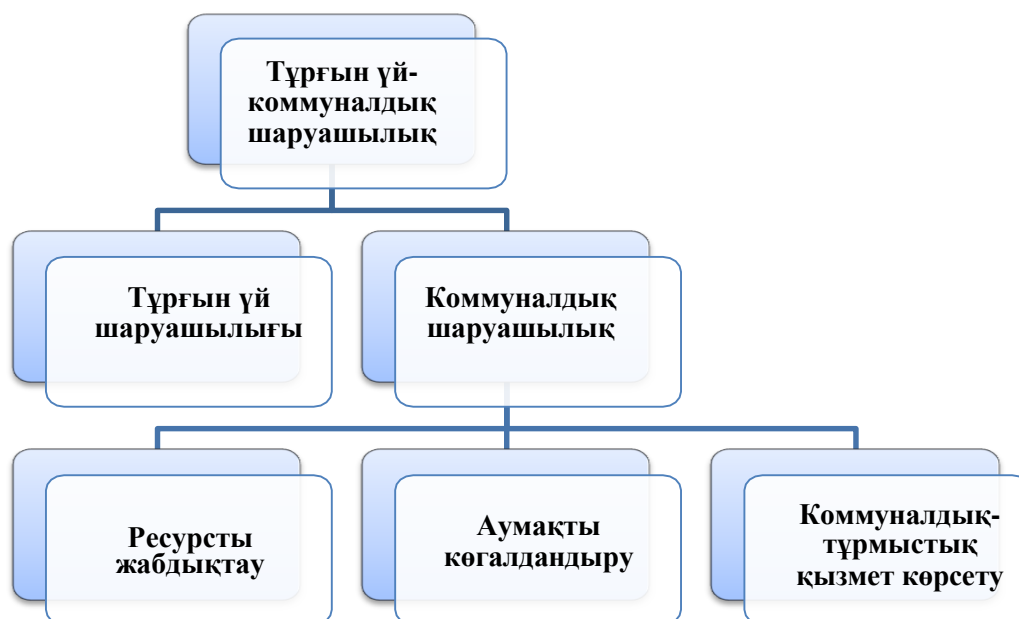 Тұрғын үй-
коммуналдық
шаруашылық
Тұрғын үй
шаруашылығы
Коммуналдық
шаруашылық
Ресурсты
жабдықтау
Аумақты
көгалдандыру
Коммуналдық-
тұрмыстық
қызмет көрсету